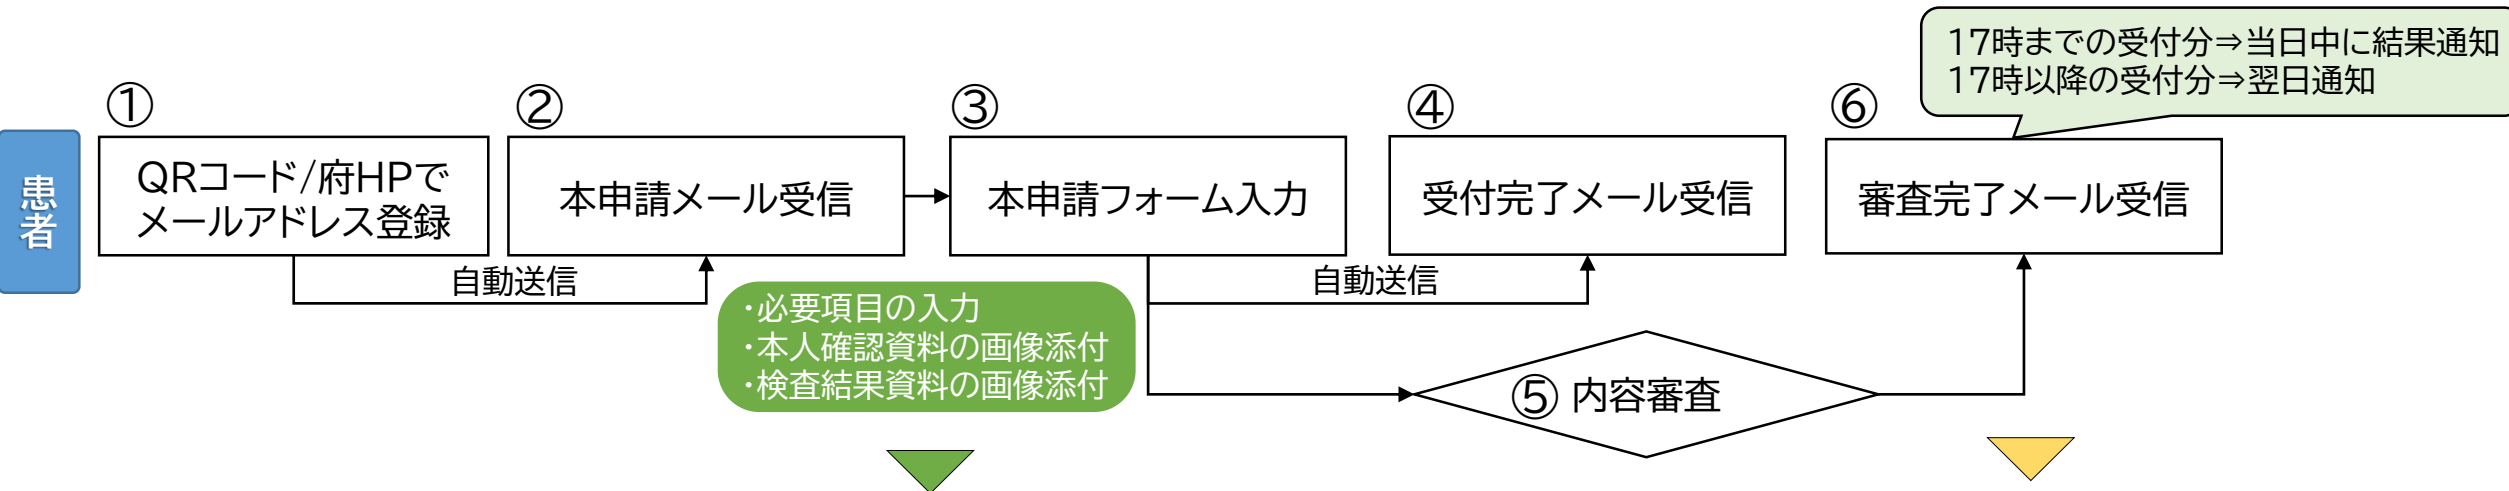 17時までの受付分⇒当日中に結果通知
17時以降の受付分⇒翌日通知
①
②
③
④
⑥
患者
QRコード/府HPで
メールアドレス登録
本申請メール受信
本申請フォーム入力
受付完了メール受信
審査完了メール受信
自動送信
自動送信
・必要項目の入力
・本人確認資料の画像添付
・検査結果資料の画像添付
⑤ 内容審査